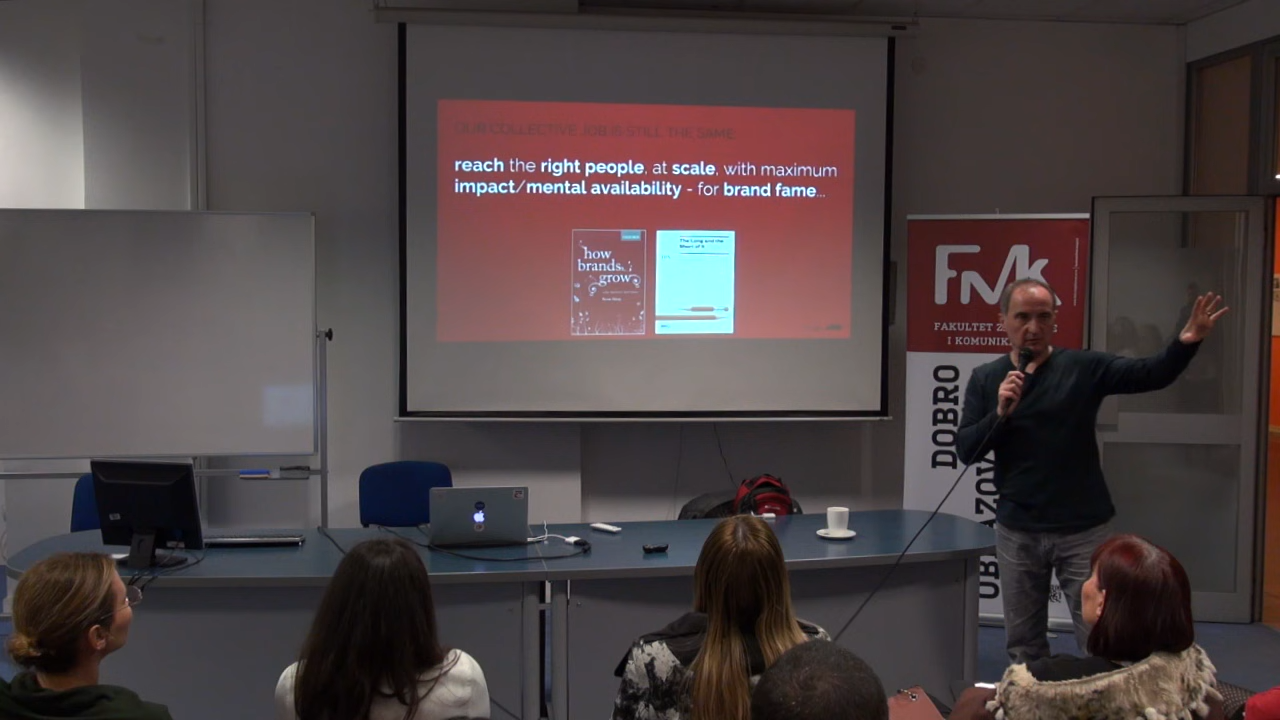 OUR COLLECTIVE JOB IS STILL THE SAME
reach the right people, at scale, with maximum
impact/mental availability - for brand fame...
how
brands
grow
The Long and the
Short of It
FMK
FAKULTET Z
I KOMUNIK
DOBRO